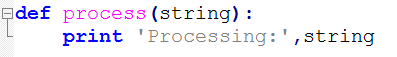 def process(string):
    print 'Processing:',string